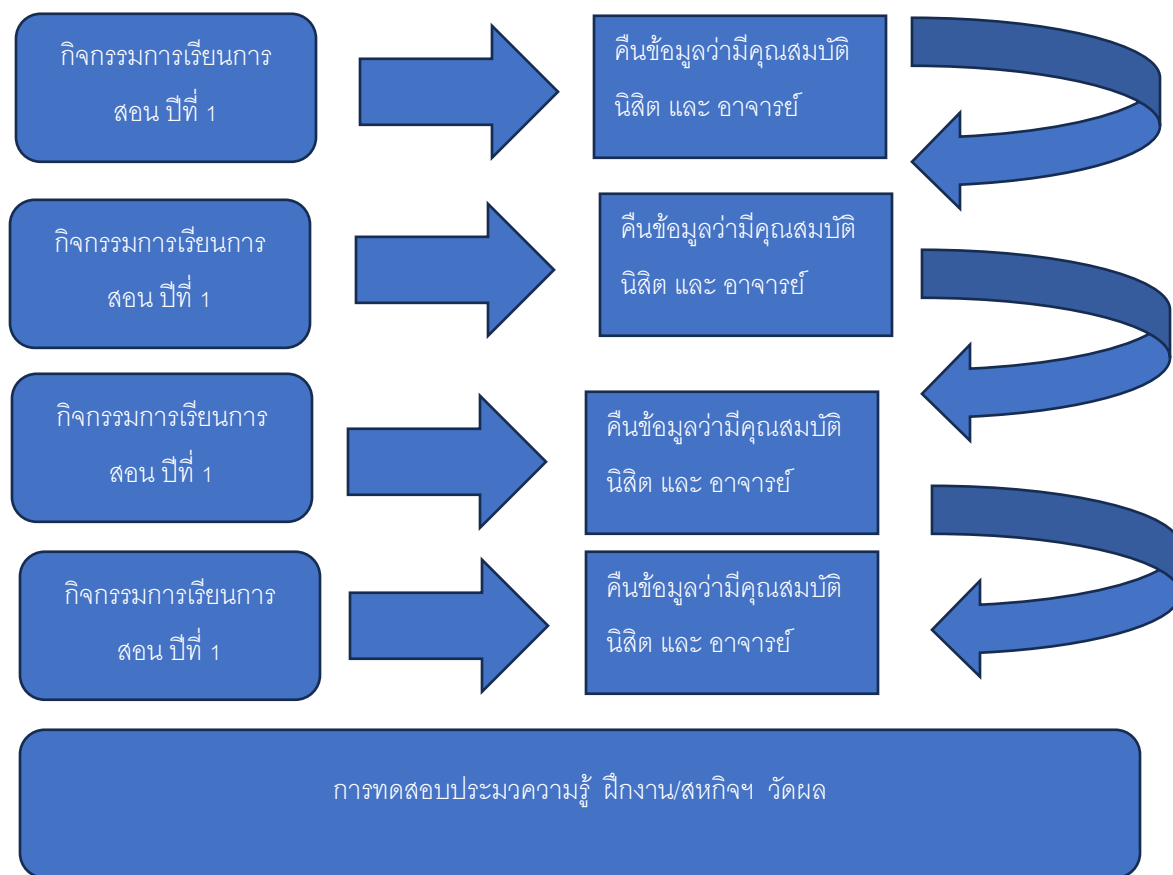 กิจกรรมการเรียนการ
สอน ปีที่ 1
คืนข้อมูลว่ามีคุณสมบัติ
นิสิต และ อาจารย์
กิจกรรมการเรียนการ
สอน ปีที่ 1
คืนข้อมูลว่ามีคุณสมบัติ
นิสิต และ อาจารย์
กิจกรรมการเรียนการ
สอน ปีที่ 1
คืนข้อมูลว่ามีคุณสมบัติ
นิสิต และ อาจารย์
กิจกรรมการเรียนการ
สอน ปีที่ 1
คืนข้อมูลว่ามีคุณสมบัติ
นิสิต และ อาจารย์
การทดสอบประมวความรู้ ฝึกงาน/สหกิจฯ วัดผล